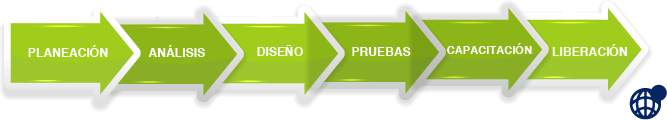 PLANEACIÓN
ANÁLISIS
DISEÑO
PRUEBAS
CAPACITACIÓN
LIBERACIÓN